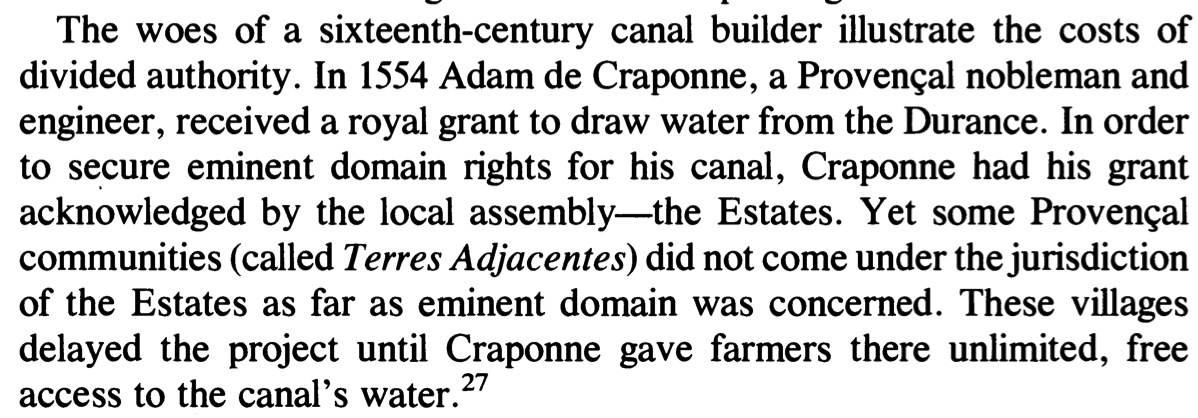 The woes of a sixteenth-century canal builder illustrate the costs of
divided authority. In 1554 Adam de Craponne, a Provençal nobleman and
engineer, received a royal grant to draw water from the Durance. In order
to secure eminent domain rights for his canal, Craponne had his grant
acknowledged by the local assembly—the Estates. Yet some Provençal
communities (called Terres Adjacentes) did not come under the jurisdiction
of the Estates as far as eminent domain was concerned. These villages
delayed the project until Craponne gave farmers there unlimited, free
access to the canal's water.27